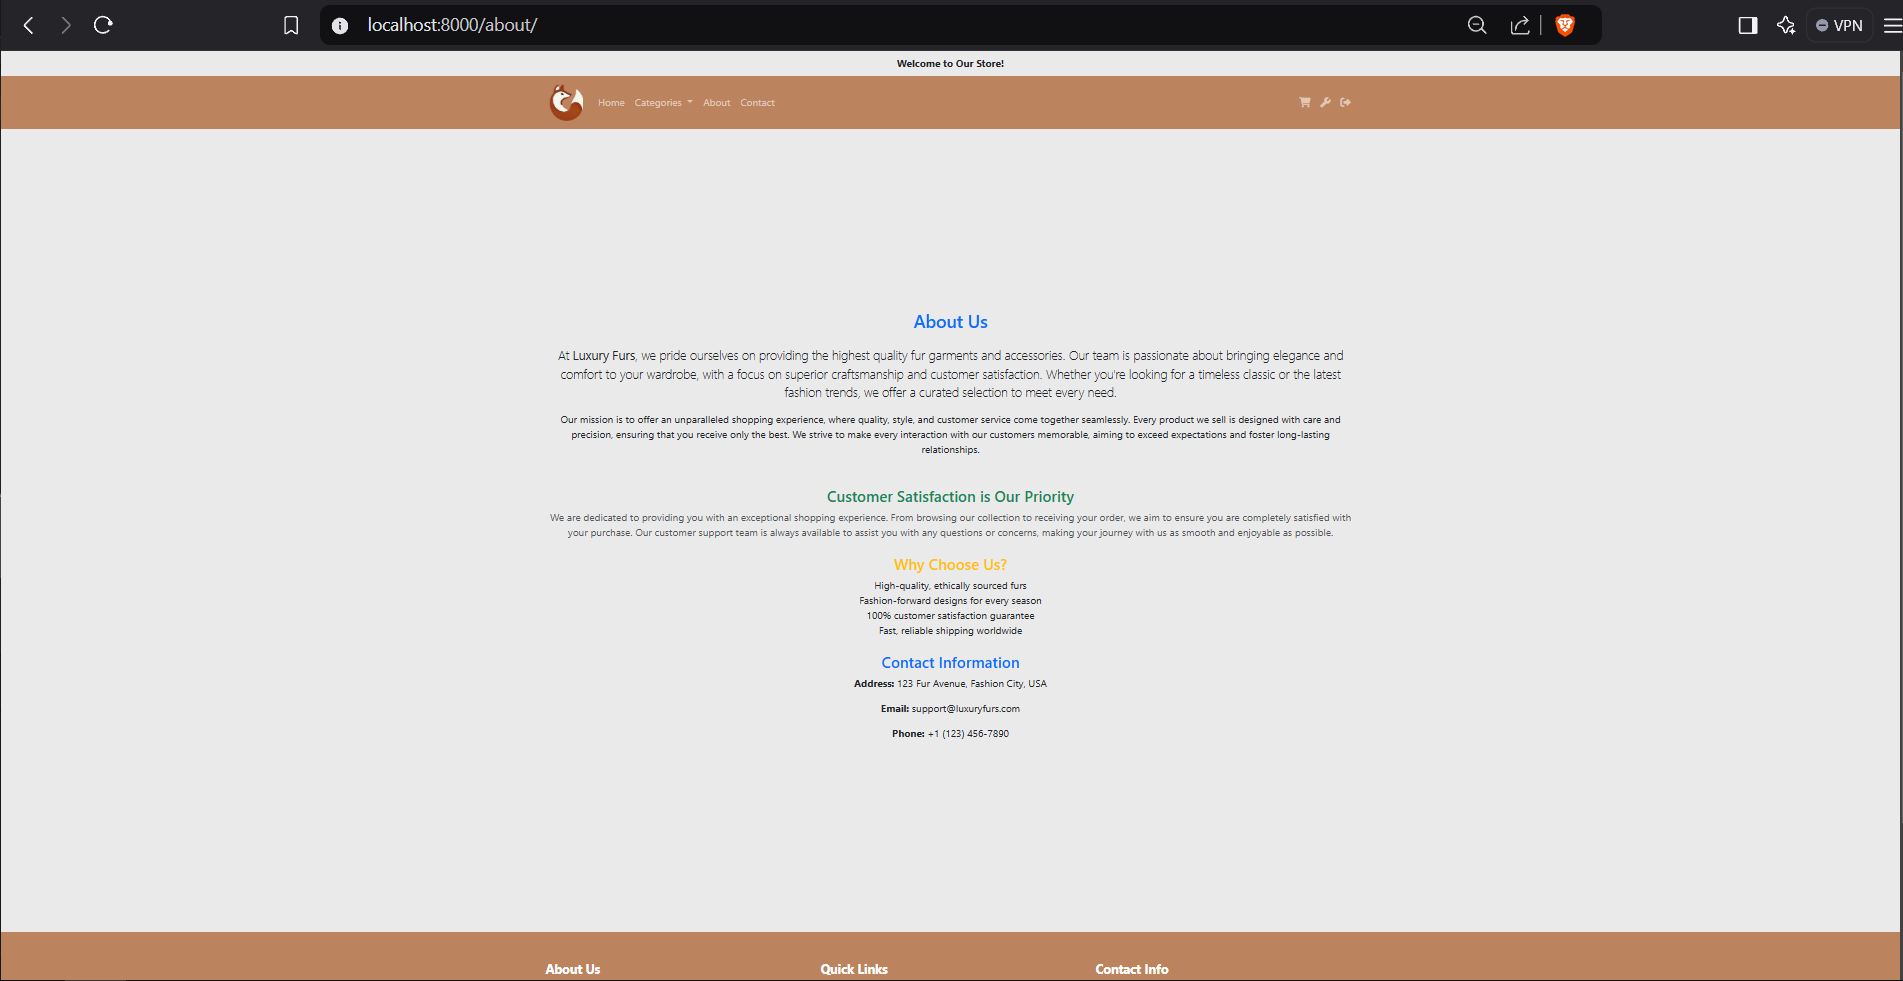 localhost:8000/about/
VPN
Welcome to Our Store!
Home Categories About Contact
About Us
At Luxury Furs, we pride ourselves on providing the highest quality fur garments and accessories. Our team is passionate about bringing elegance and
comfort to your wardrobe, with a focus on superior craftsmanship and customer satisfaction. Whether you're looking for a timeless classic or the latest
fashion trends, we offer a curated selection to meet every need.
Our mission is to offer an unparalleled shopping experience, where quality, style, and customer service come together seamlessly. Every product we sell is designed with care and
precision, ensuring that you receive only the best. We strive to make every interaction with our customers memorable, aiming to exceed expectations and foster long-lasting
relationships.
Customer Satisfaction is Our Priority
We are dedicated to providing you with an exceptional shopping experience. From browsing our collection to receiving your order, we aim to ensure you are completely satisfied with
your purchase. Our customer support team is always available to assist you with any questions or concerns, making your journey with us as smooth and enjoyable as possible.
Why Choose Us?
High-quality, ethically sourced furs
Fashion-forward designs for every season
100% customer satisfaction guarantee
Fast, reliable shipping worldwide
Contact Information
Address: 123 Fur Avenue, Fashion City, USA
Email: support@luxuryfurs.com
Phone: +1 (123) 456-7890
About Us Quick Links Contact Info